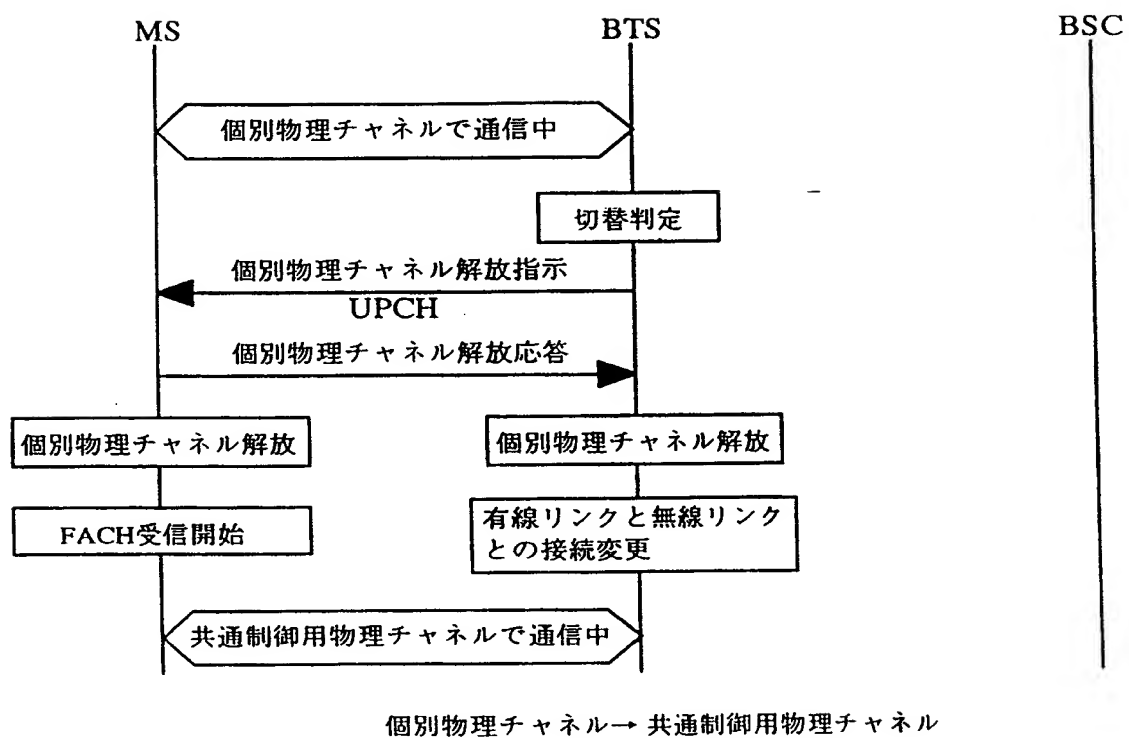 MS
BTS
BSC
個別物理チャネルで通信中
切替判定
個別物理チャネル解放指示
UPCH
個別物理チャネル解放応答
個別物理チャネル解放
個別物理チャネル解放
FACH受信開始
有線リンクと無線リンク
との接続変更
共通制御用物理チャネルで通信中
個別物理チャネル→ 共通制御用物理チャネル